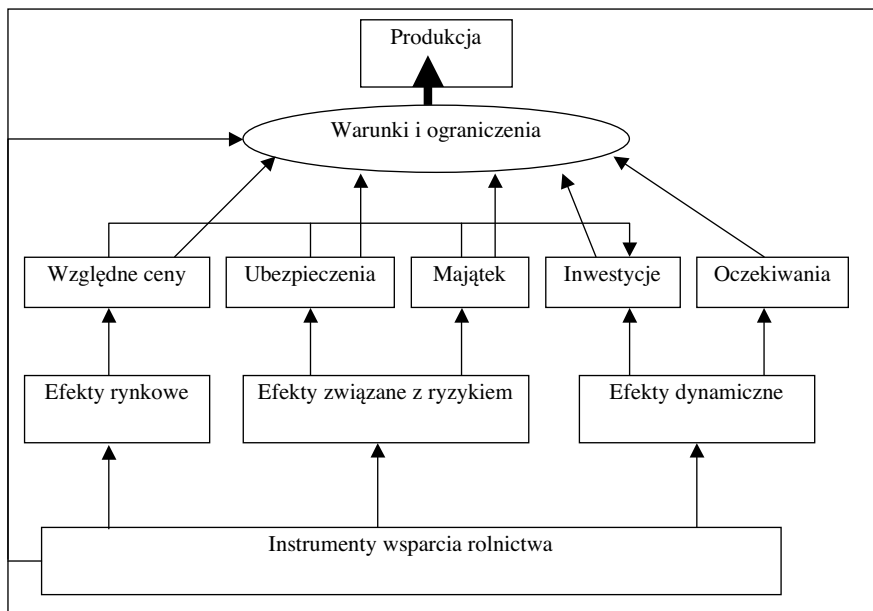 Produkcja
Warunki i ograniczenia
Względne ceny
Ubezpieczenia
Majątek
Inwestycje
Oczekiwania
Efekty rynkowe
Efekty związane z ryzykiem
Efekty dynamiczne
Instrumenty wsparcia rolnictwa